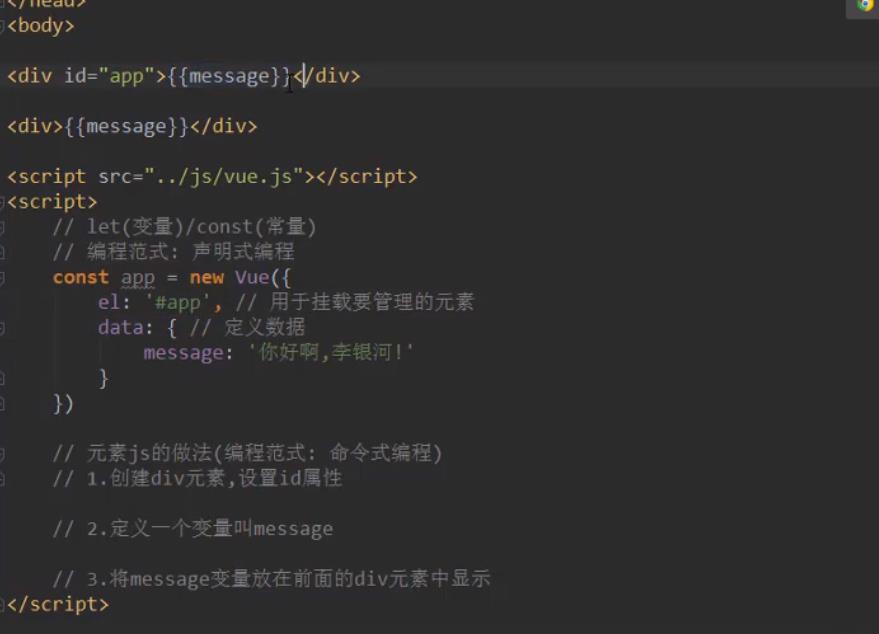 </head>
<body>
<div id="app">{{message}}</div>
<div>{{message}}</div>
<script src="../js/vue.js"></script>
<script>
// let(变量)/const(常量)
// 编程范式: 声明式编程
const app = new Vue({
el: '#app', // 用于挂载要管理的元素
data: { // 定义数据
message: '你好啊,李银河!'
}
})
// 元素js的做法(编程范式: 命令式编程)
// 1.创建div元素,设置id属性
// 2.定义一个变量叫message
// 3.将message变量放在前面的div元素中显示
</script>